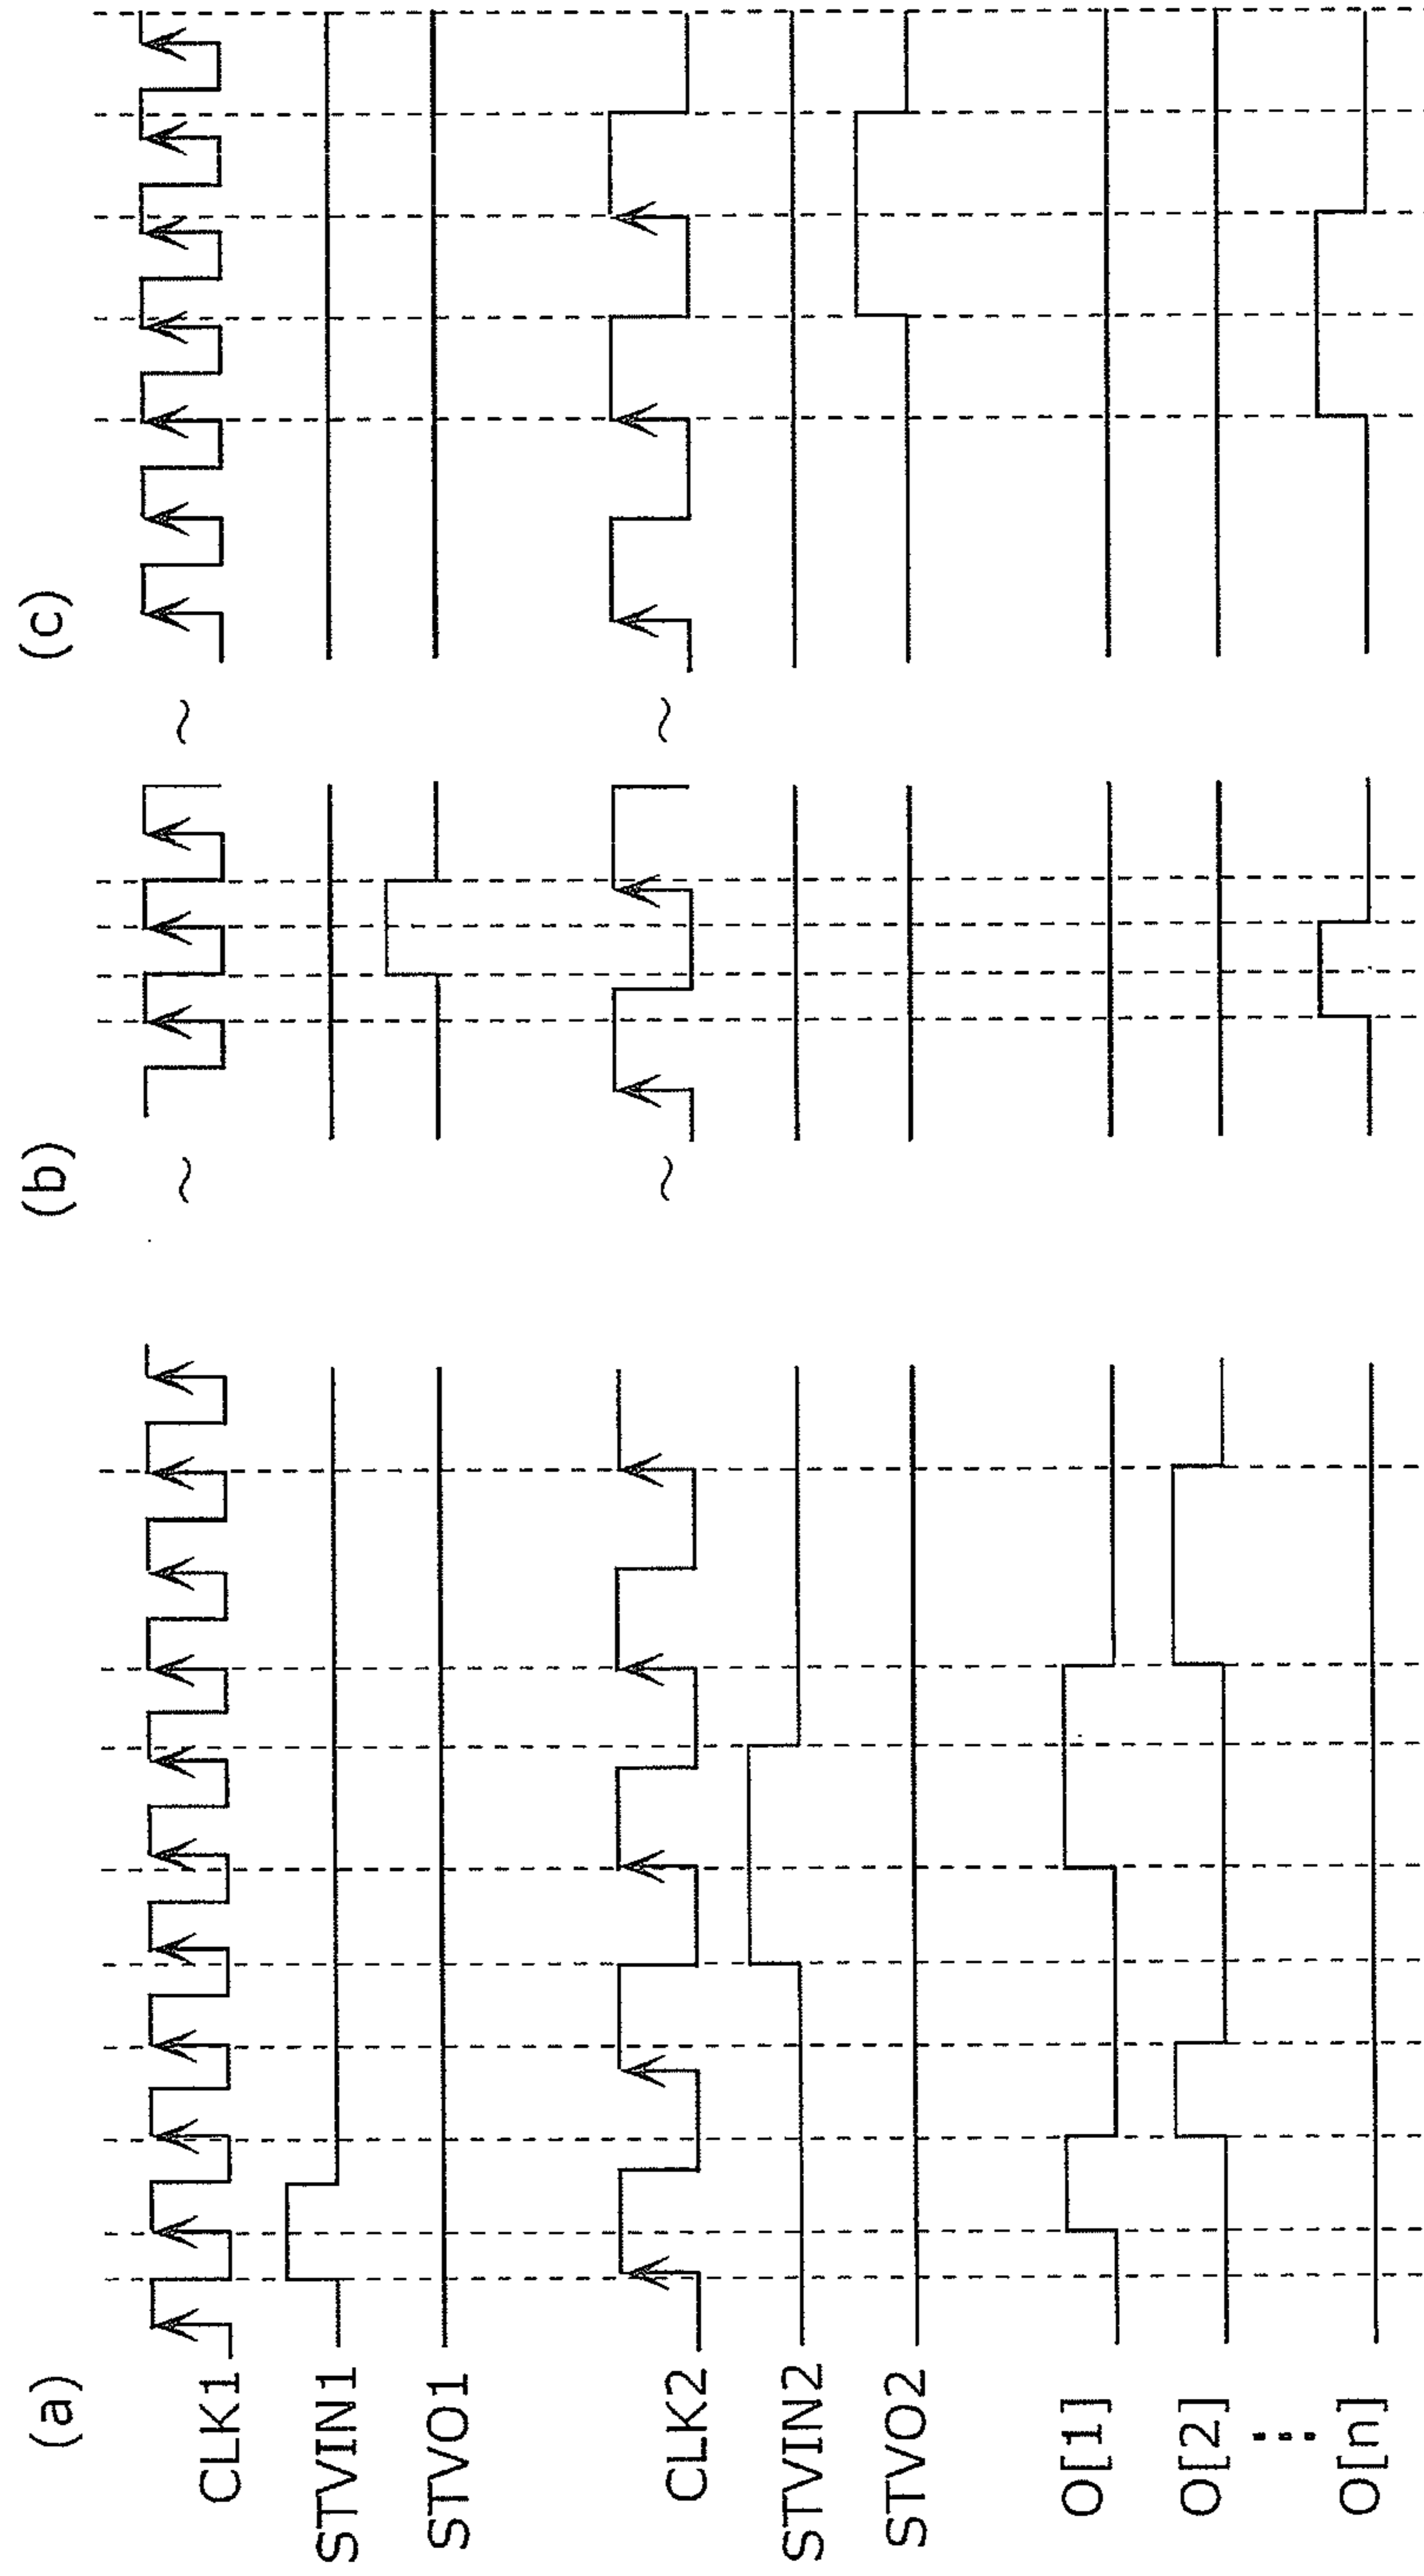 (a)
(b)
(c)
CLK1
STVIN1
STVO1
~
~
CLK2
STVIN2
STVO2
~
~
O[1]
O[2]
⋮
O[n]